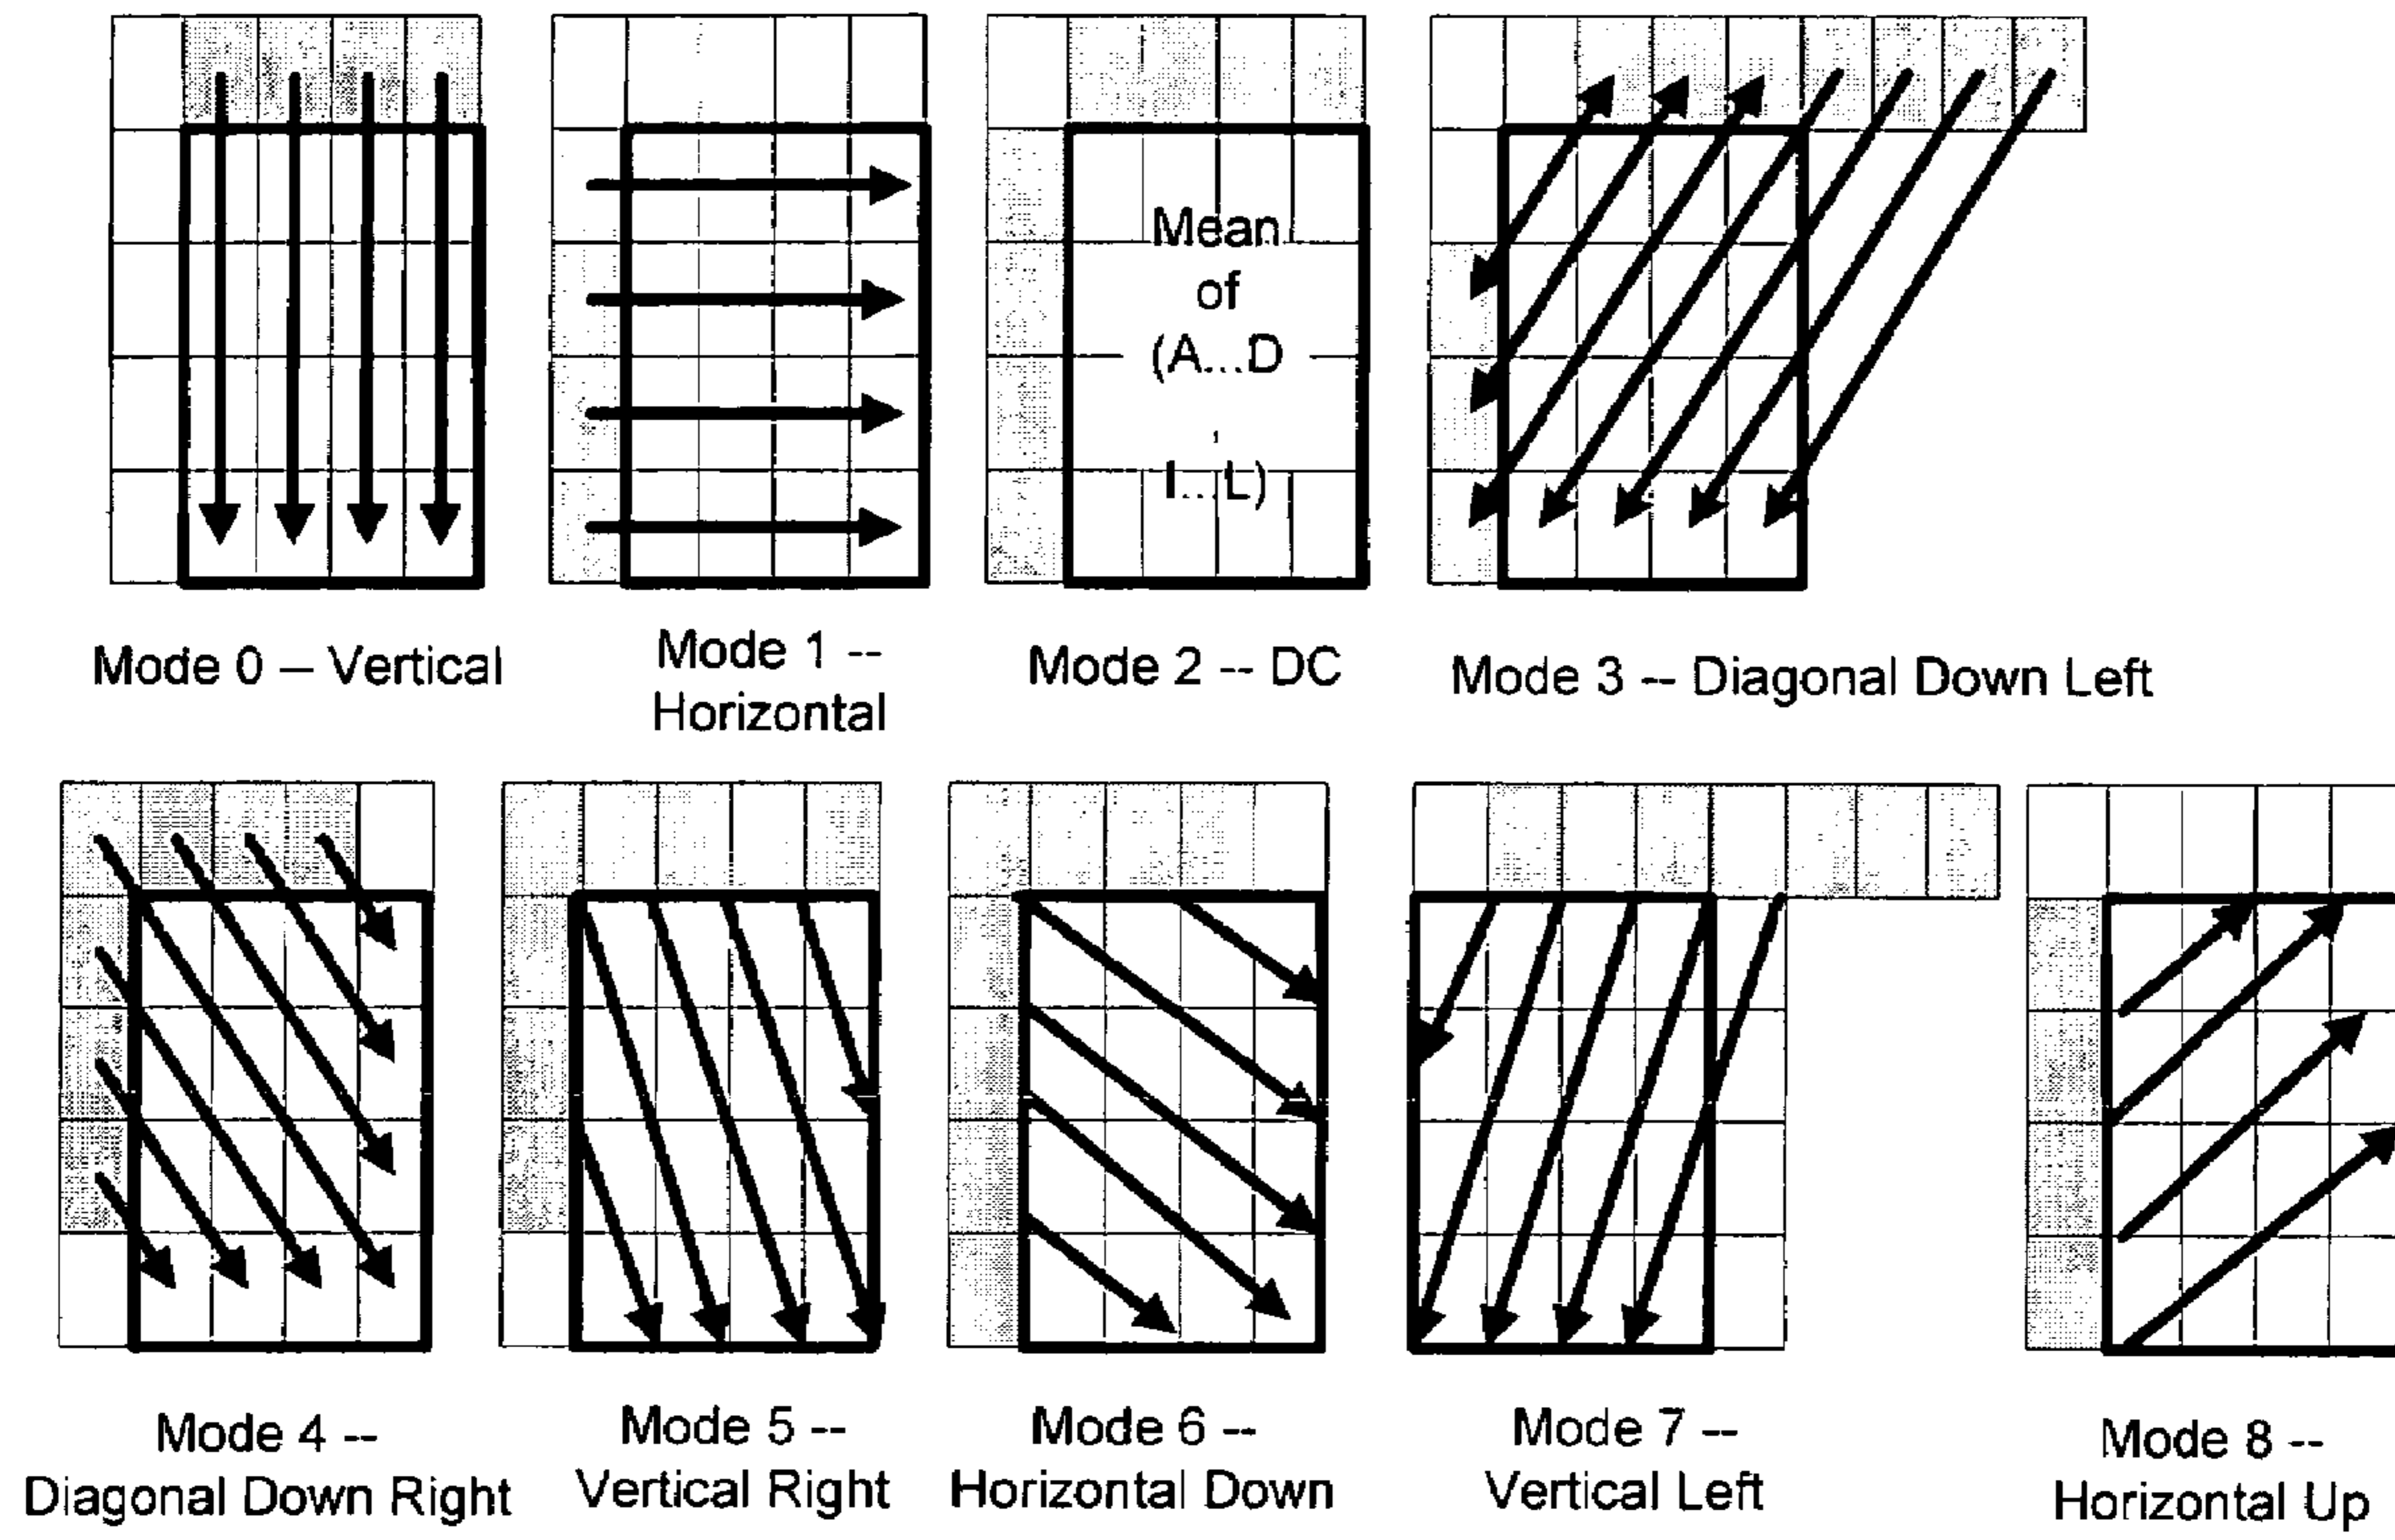 Mean
of
(A...D
,
I...L)
Mode 0 – Vertical
Mode 1 --
Horizontal
Mode 2 -- DC
Mode 3 -- Diagonal Down Left
Mode 4 --
Diagonal Down Right
Mode 5 --
Vertical Right
Mode 6 --
Horizontal Down
Mode 7 --
Vertical Left
Mode 8 --
Horizontal Up